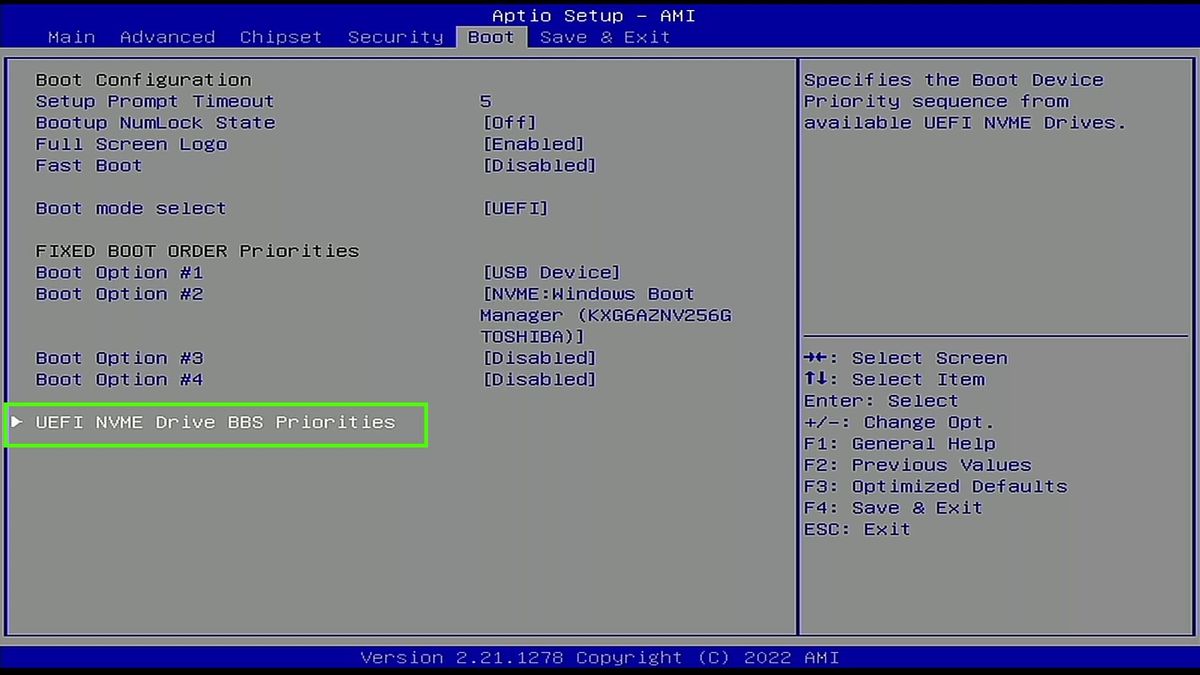 Aptio Setup - AMI
Main Advanced Chipset Security Boot Save & Exit
Boot Configuration
Setup Prompt Timeout 5
Bootup NumLock State [Off]
Full Screen Logo [Enabled]
Fast Boot [Disabled]
Boot mode select [UEFI]
FIXED BOOT ORDER Priorities
Boot Option #1 [USB Device]
Boot Option #2 [NVME:Windows Boot
Manager (KXG6AZNV256G
TOSHIBA)]
Boot Option #3 [Disabled]
Boot Option #4 [Disabled]
UEFI NVME Drive BBS Priorities
Specifies the Boot Device
Priority sequence from
available UEFI NVME Drives.
→←: Select Screen
↑↓: Select Item
Enter: Select
+/-: Change Opt.
F1: General Help
F2: Previous Values
F3: Optimized Defaults
F4: Save & Exit
ESC: Exit
Version 2.21.1278 Copyright (C) 2022 AMI